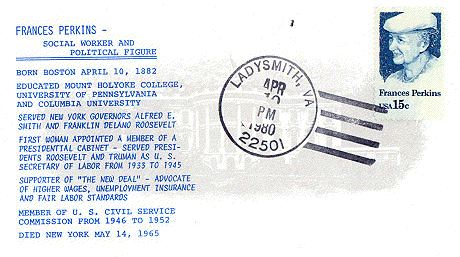 FRANCES PERKINS -
SOCIAL WORKER AND
POLITICAL FIGURE
BORN BOSTON APRIL 10, 1882
EDUCATED MOUNT HOLYOKE COLLEGE,
UNIVERSITY OF PENNSYLVANIA
AND COLUMBIA UNIVERSITY
SERVED NEW YORK GOVERNORS ALFRED E.
SMITH AND FRANKLIN DELANO ROOSEVELT
FIRST WOMAN APPOINTED A MEMBER OF A
PRESIDENTIAL CABINET - SERVED PRESI-
DENTS ROOSEVELT AND TRUMAN AS U. S.
SECRETARY OF LABOR FROM 1933 TO 1945
SUPPORTER OF "THE NEW DEAL" - ADVOCATE
OF HIGHER WAGES, UNEMPLOYMENT INSURANCE
AND FAIR LABOR STANDARDS
MEMBER OF U. S. CIVIL SERVICE
COMMISSION FROM 1946 TO 1952
DIED NEW YORK MAY 14, 1965
LADYSMITH, VA
APR
PM
1980
22501
Frances Perkins
USA 15c